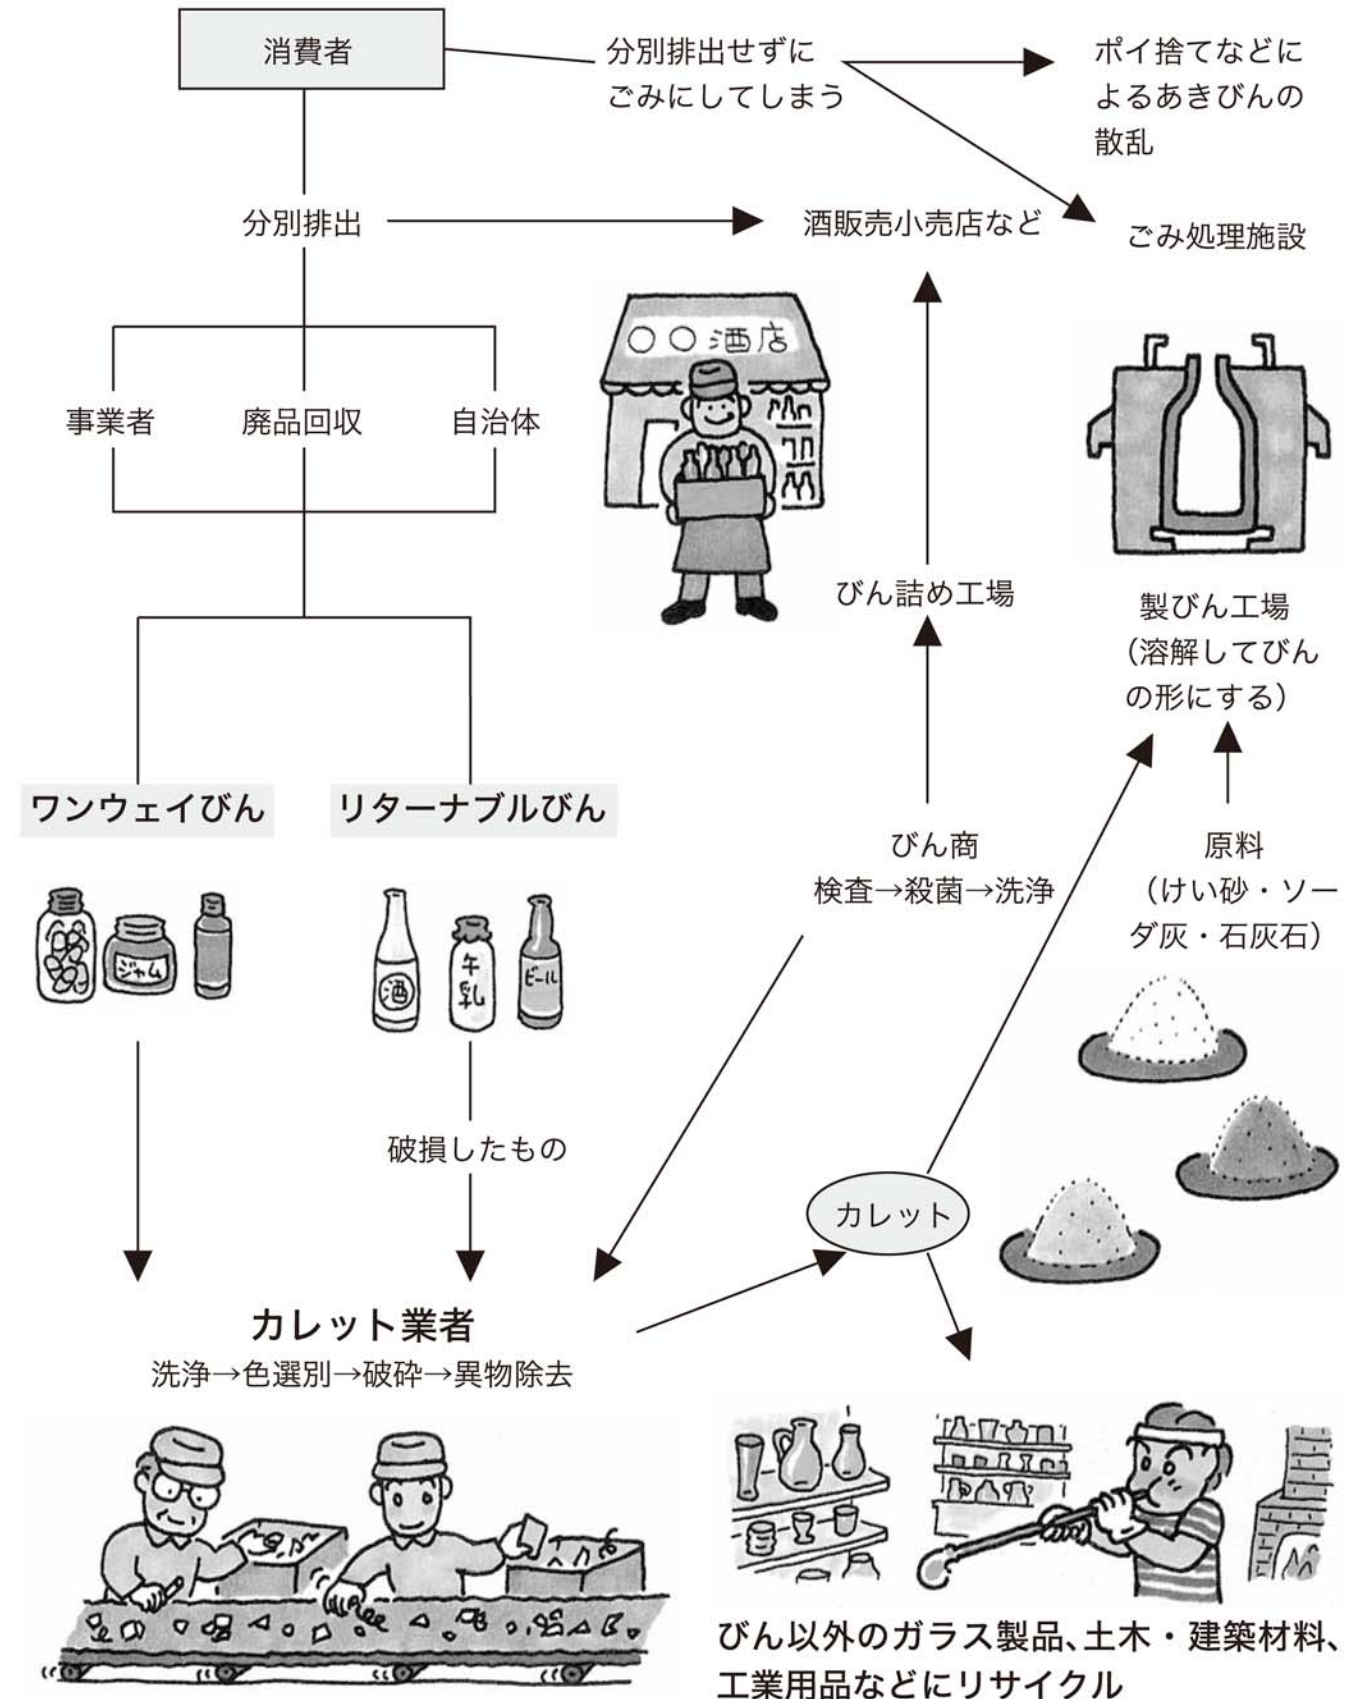 消費者
分別排出せずに
ごみにしてしまう
ポイ捨てなどに
よるあきびんの
散乱
分別排出
酒販売小売店など
ごみ処理施設
〇〇酒店
事業者
廃品回収
自治体
びん詰め工場
製びん工場
（溶解してびん
の形にする）
ワンウェイびん
リターナブルびん
びん商
検査→殺菌→洗浄
原料
（けい砂・ソー
ダ灰・石灰石）
ジャム
酒
牛
乳
ビール
破損したもの
カレット
カレット業者
洗浄→色選別→破砕→異物除去
びん以外のガラス製品、土木・建築材料、
工業用品などにリサイクル